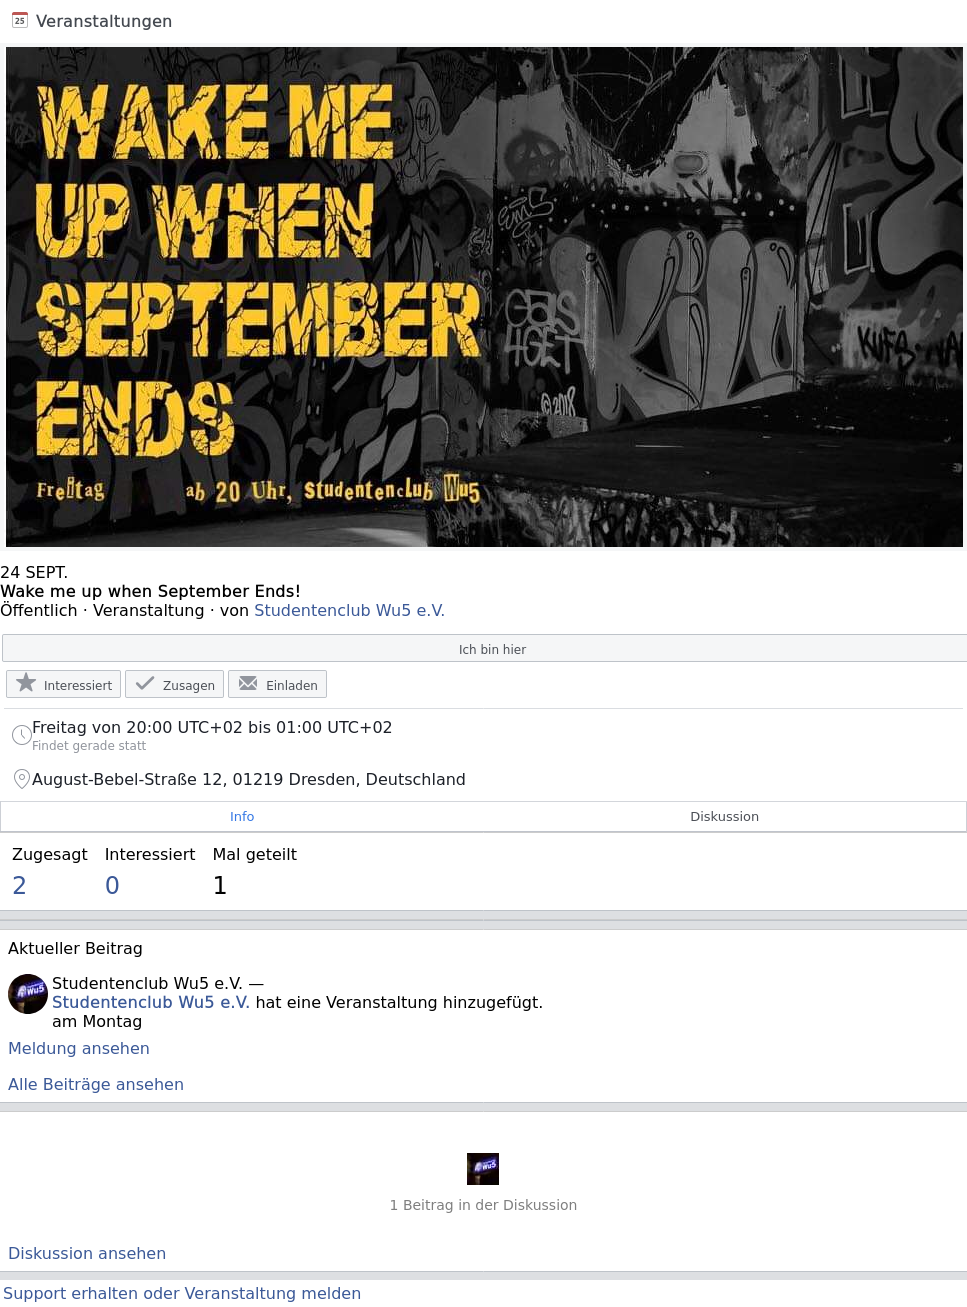 25 Veranstaltungen
WAKE ME
UP WHEN
SEPTEMBER
ENDS
Freitag ab 20 Uhr, Studentenclub Wu5
©2018
24 SEPT.
Wake me up when September Ends!
Öffentlich · Veranstaltung · von Studentenclub Wu5 e.V.
Ich bin hier
Interessiert Zusagen Einladen
Freitag von 20:00 UTC+02 bis 01:00 UTC+02
Findet gerade statt
August-Bebel-Straße 12, 01219 Dresden, Deutschland
Info Diskussion
Zugesagt Interessiert Mal geteilt
2 0 1
Aktueller Beitrag
Studentenclub Wu5 e.V. —
Studentenclub Wu5 e.V. hat eine Veranstaltung hinzugefügt.
am Montag
Meldung ansehen
Alle Beiträge ansehen
Wu5
1 Beitrag in der Diskussion
Diskussion ansehen
Support erhalten oder Veranstaltung melden